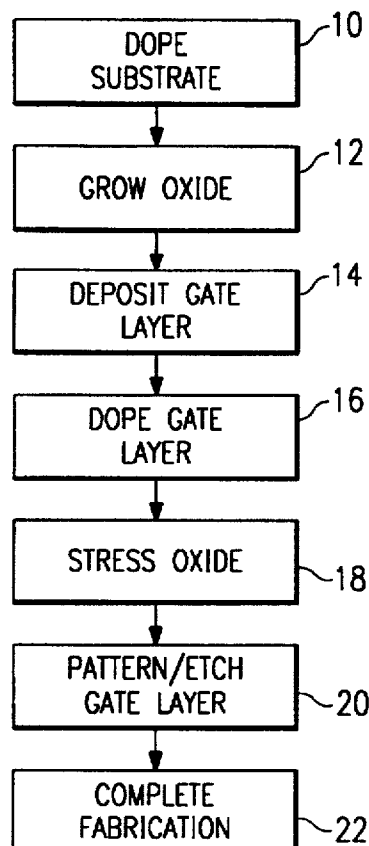 10
DOPE
SUBSTRATE
12
GROW OXIDE
14
DEPOSIT GATE
LAYER
16
DOPE GATE
LAYER
STRESS OXIDE
18
PATTERN/ETCH
GATE LAYER
20
COMPLETE
FABRICATION
22